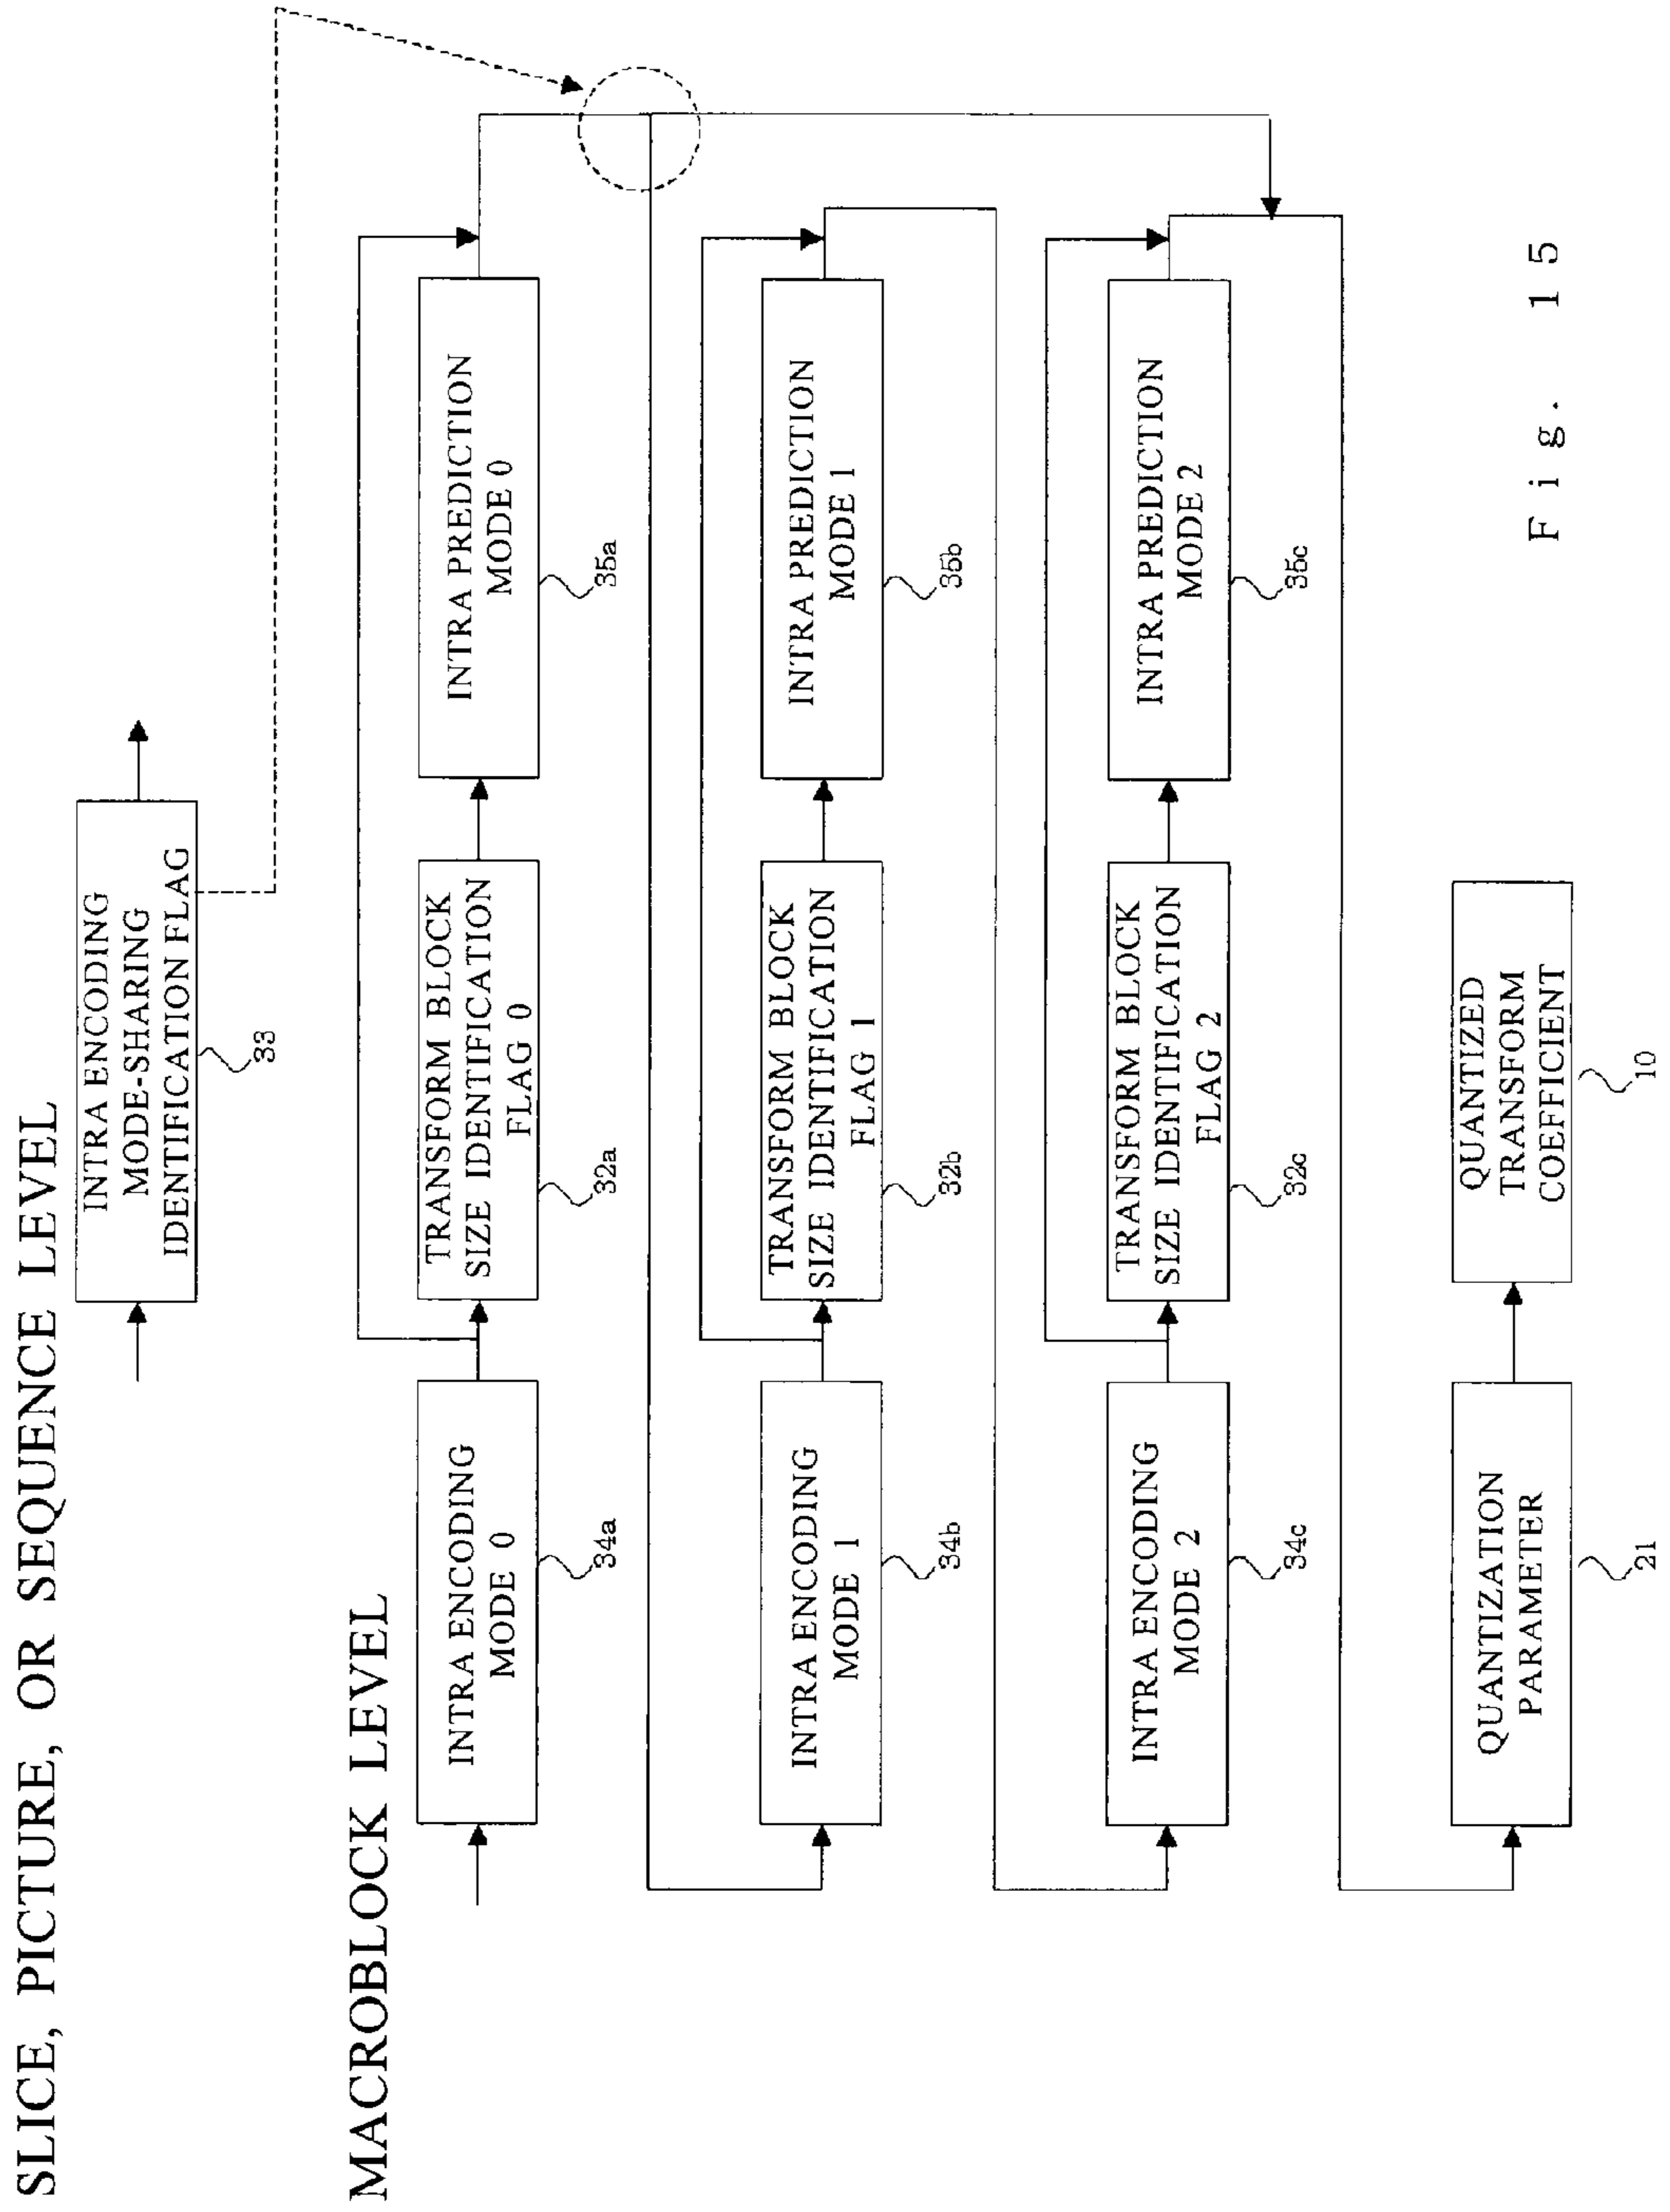 SLICE, PICTURE, OR SEQUENCE LEVEL
INTRA ENCODING
MODE-SHARING
IDENTIFICATION FLAG
33
MACROBLOCK LEVEL
INTRA ENCODING
MODE 0
34a
TRANSFORM BLOCK
SIZE IDENTIFICATION
FLAG 0
32a
INTRA PREDICTION
MODE 0
35a
INTRA ENCODING
MODE 1
34b
TRANSFORM BLOCK
SIZE IDENTIFICATION
FLAG 1
32b
INTRA PREDICTION
MODE 1
35b
INTRA ENCODING
MODE 2
34c
TRANSFORM BLOCK
SIZE IDENTIFICATION
FLAG 2
32c
INTRA PREDICTION
MODE 2
35c
QUANTIZATION
PARAMETER
21
QUANTIZED
TRANSFORM
COEFFICIENT
10
Fig. 15